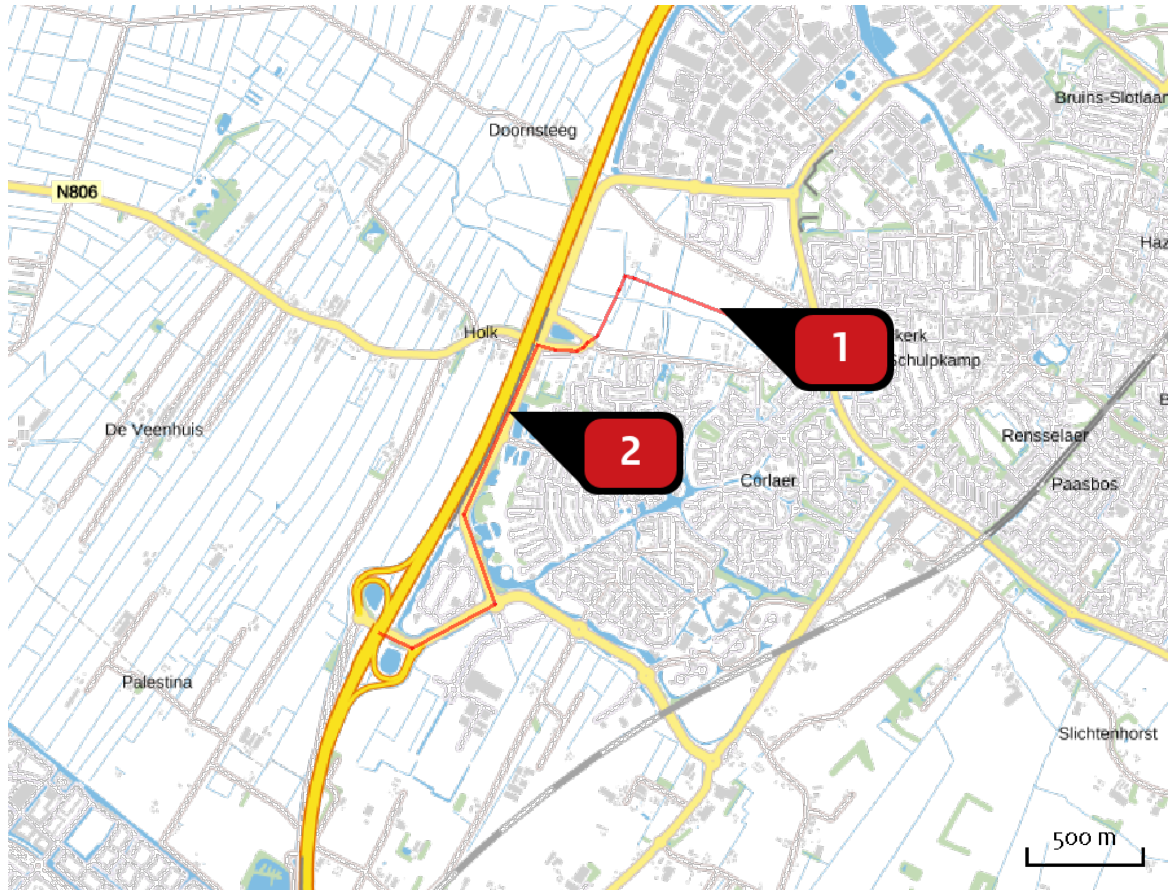 Bruins-Slotlaan
Doornsteeg
N806
Haz
Holk
1
kerk
Schulpkamp
B
De Veenhuis
2
Rensselaer
Corlaer
Paasbos
Palestina
Slichtenhorst
500 m